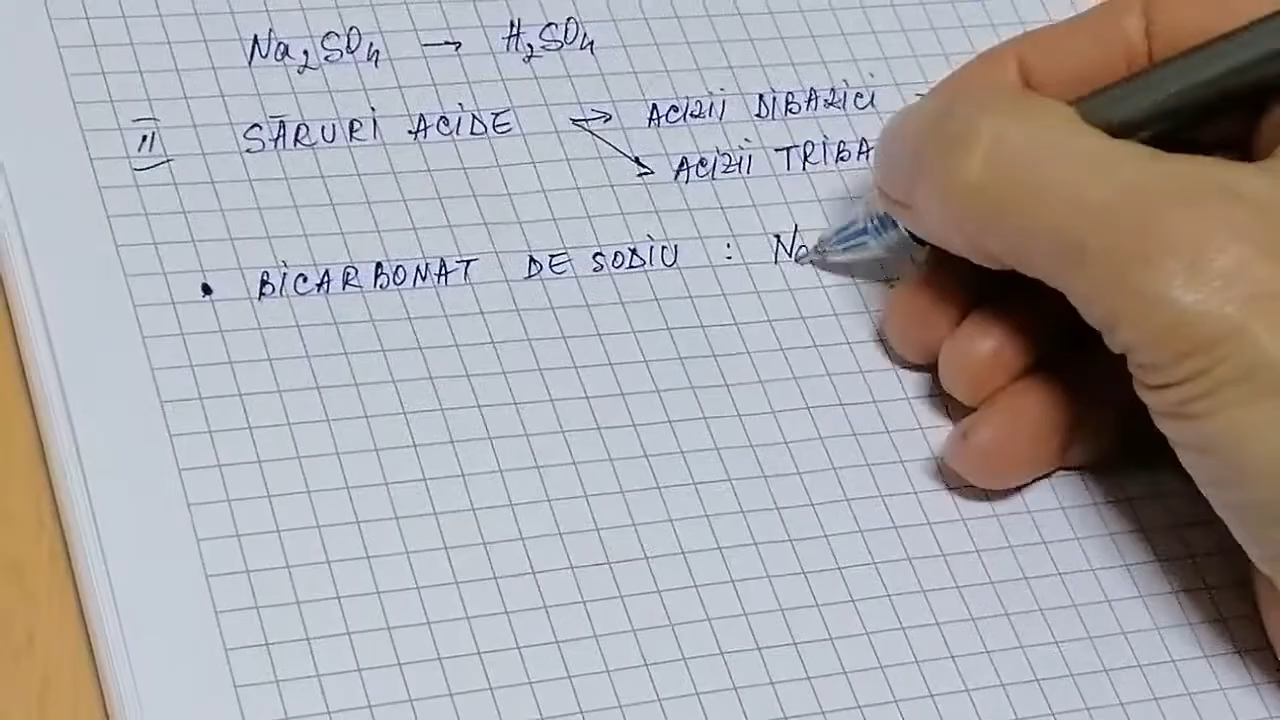 Na₂SO₄ → H₂SO₄
II SĂRURI ACIDE → ACIZII DIBAZICI
→ ACIZII TRIBA
• BICARBONAT DE SODIU : Na